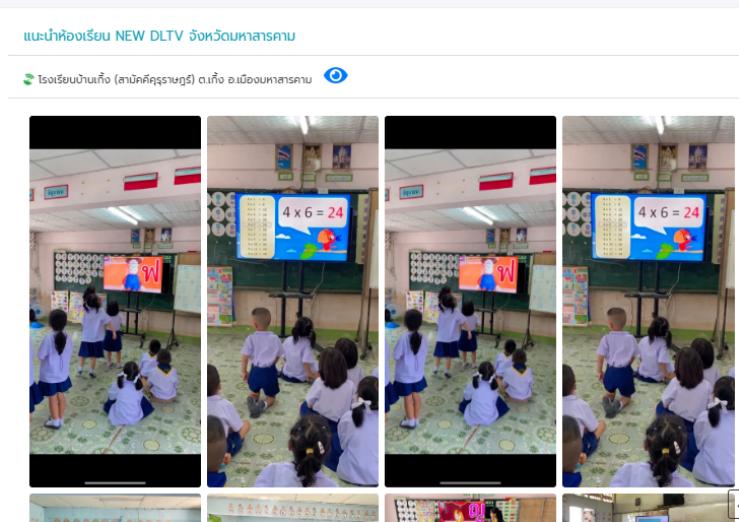 แนะนำห้องเรียน NEW DLTV จังหวัดมหาสารคาม
โรงเรียนบ้านเกิ้ง (สามัคคีคุรุราษฎร์) ต.เกิ้ง อ.เมืองมหาสารคาม
ฟ
4 x 6 = 24
ฟ
4 x 6 = 24